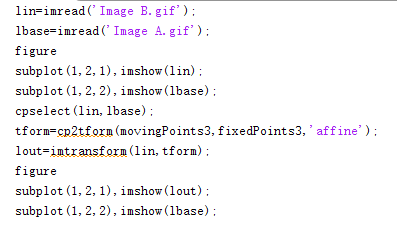 lin=imread('Image B.gif');
lbase=imread('Image A.gif');
figure
subplot(1,2,1),imshow(lin);
subplot(1,2,2),imshow(lbase);
cpselect(lin,lbase);
tform=cp2tform(movingPoints3,fixedPoints3,'affine');
lout=imtransform(lin,tform);
figure
subplot(1,2,1),imshow(lout);
subplot(1,2,2),imshow(lbase);